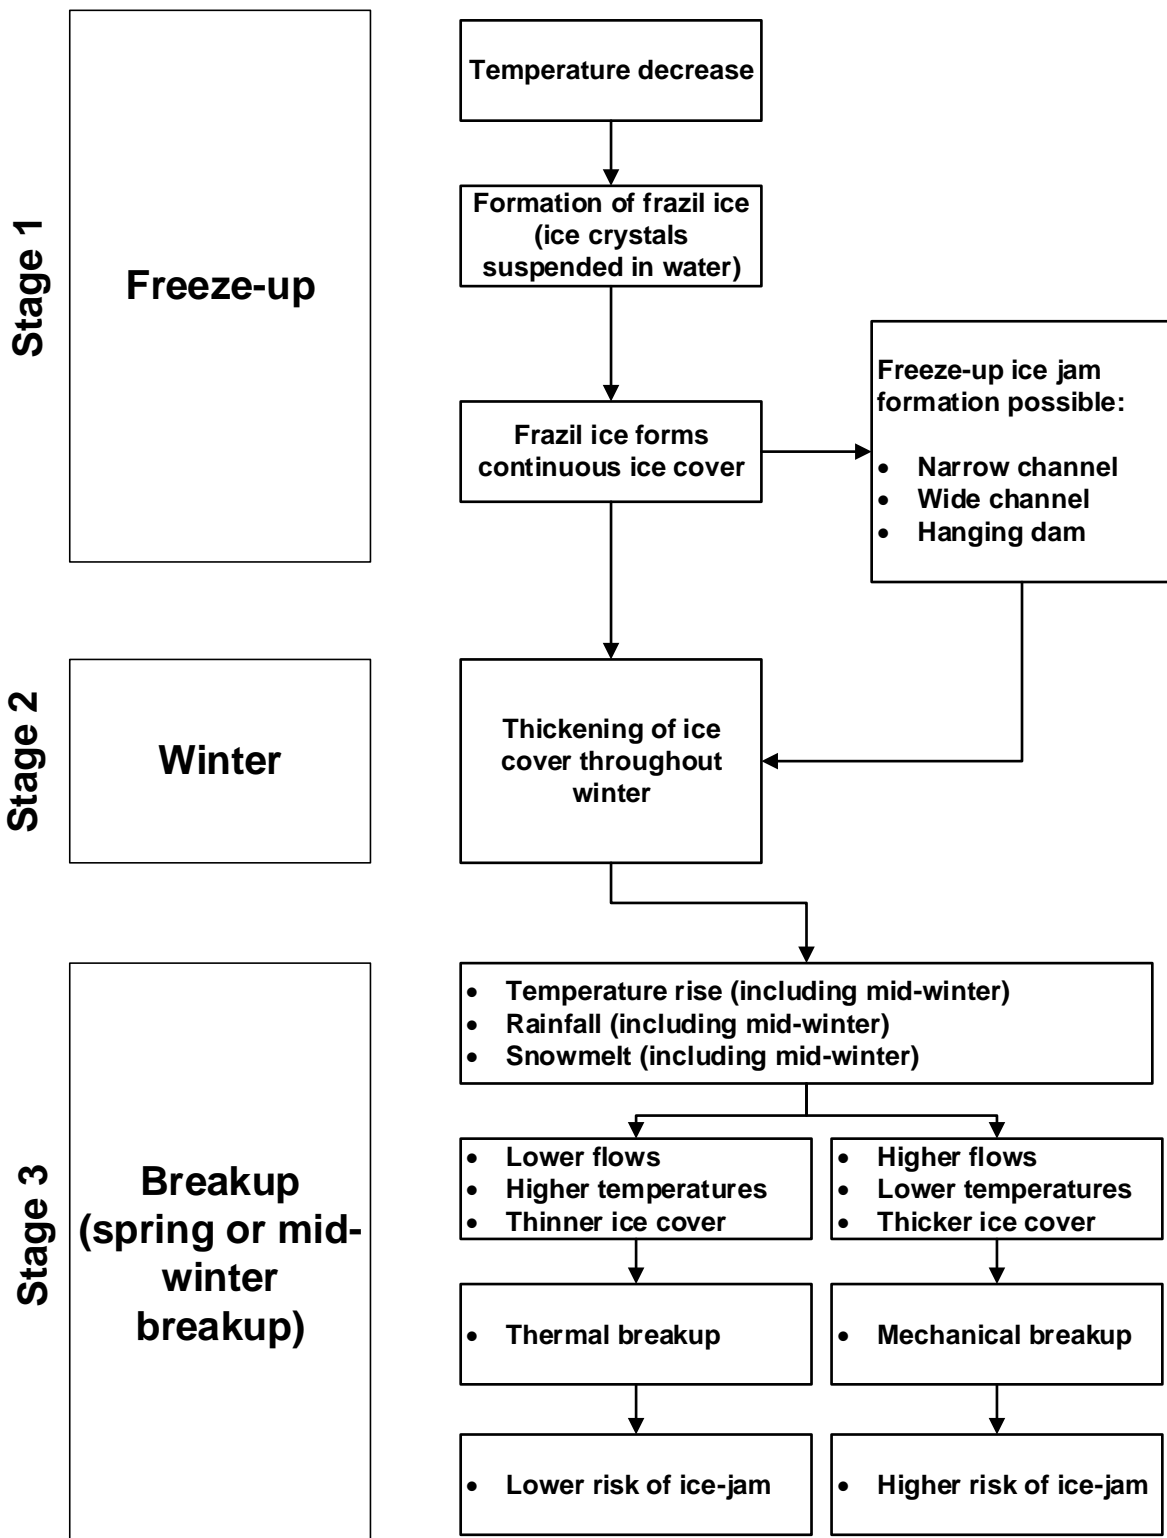 Stage 1
Freeze-up
Temperature decrease
Formation of frazil ice
(ice crystals
suspended in water)
Frazil ice forms
continuous ice cover
Freeze-up ice jam
formation possible:
• Narrow channel
• Wide channel
• Hanging dam
Stage 2
Winter
Thickening of ice
cover throughout
winter
Stage 3
Breakup
(spring or mid-
winter
breakup)
• Temperature rise (including mid-winter)
• Rainfall (including mid-winter)
• Snowmelt (including mid-winter)
• Lower flows
• Higher temperatures
• Thinner ice cover
• Higher flows
• Lower temperatures
• Thicker ice cover
• Thermal breakup
• Mechanical breakup
• Lower risk of ice-jam
• Higher risk of ice-jam